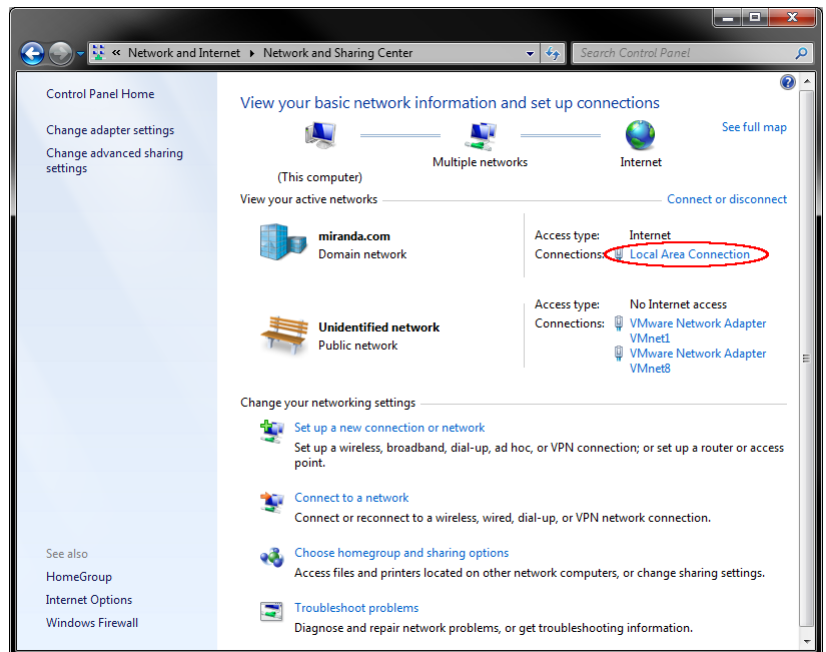 « Network and Internet ▸ Network and Sharing Center
Search Control Panel
Control Panel Home
Change adapter settings
Change advanced sharing
settings
See also
HomeGroup
Internet Options
Windows Firewall
View your basic network information and set up connections
See full map
(This computer)
Multiple networks
Internet
View your active networks
Connect or disconnect
miranda.com
Domain network
Access type: Internet
Connections: Local Area Connection
Unidentified network
Public network
Access type: No Internet access
Connections: VMware Network Adapter
VMnet1
VMware Network Adapter
VMnet8
Change your networking settings
Set up a new connection or network
Set up a wireless, broadband, dial-up, ad hoc, or VPN connection; or set up a router or access
point.
Connect to a network
Connect or reconnect to a wireless, wired, dial-up, or VPN network connection.
Choose homegroup and sharing options
Access files and printers located on other network computers, or change sharing settings.
Troubleshoot problems
Diagnose and repair network problems, or get troubleshooting information.